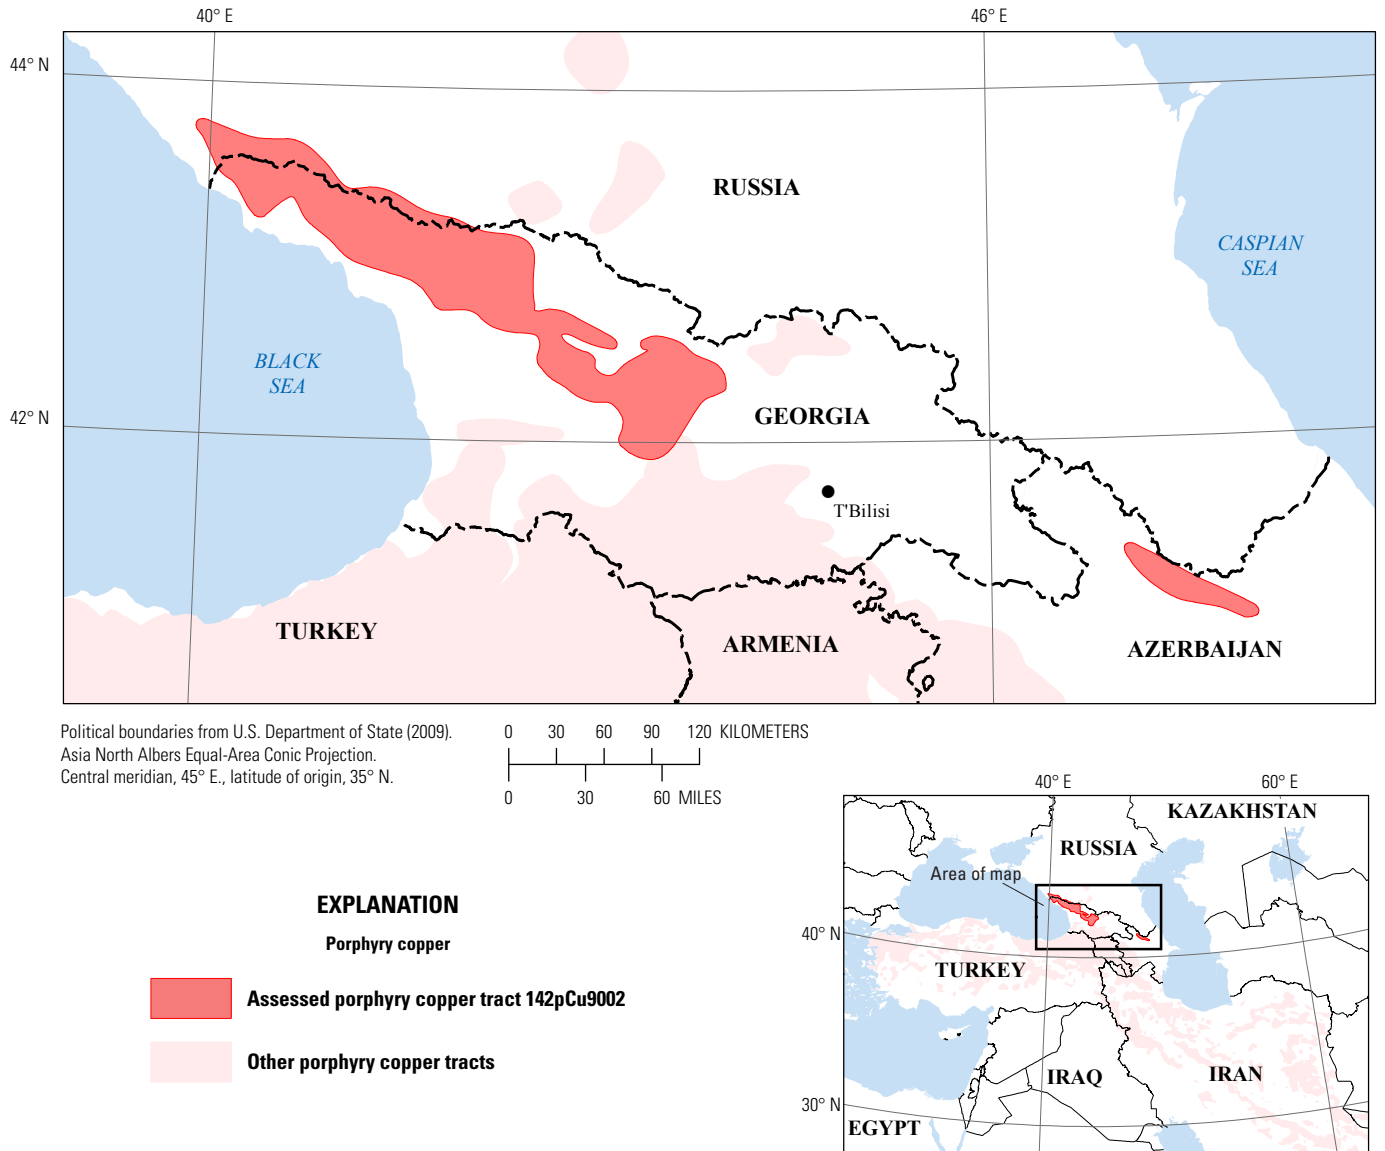 40° E
46° E
44° N
RUSSIA
CASPIAN
SEA
BLACK
SEA
42° N
GEORGIA
T'Bilisi
TURKEY
ARMENIA
AZERBAIJAN
Political boundaries from U.S. Department of State (2009).
Asia North Albers Equal-Area Conic Projection.
Central meridian, 45° E., latitude of origin, 35° N.
0 30 60 90 120 KILOMETERS
0 30 60 MILES
EXPLANATION
Porphyry copper
Assessed porphyry copper tract 142pCu9002
Other porphyry copper tracts
40° E
60° E
KAZAKHSTAN
RUSSIA
Area of map
40° N
TURKEY
IRAQ
IRAN
30° N
EGYPT